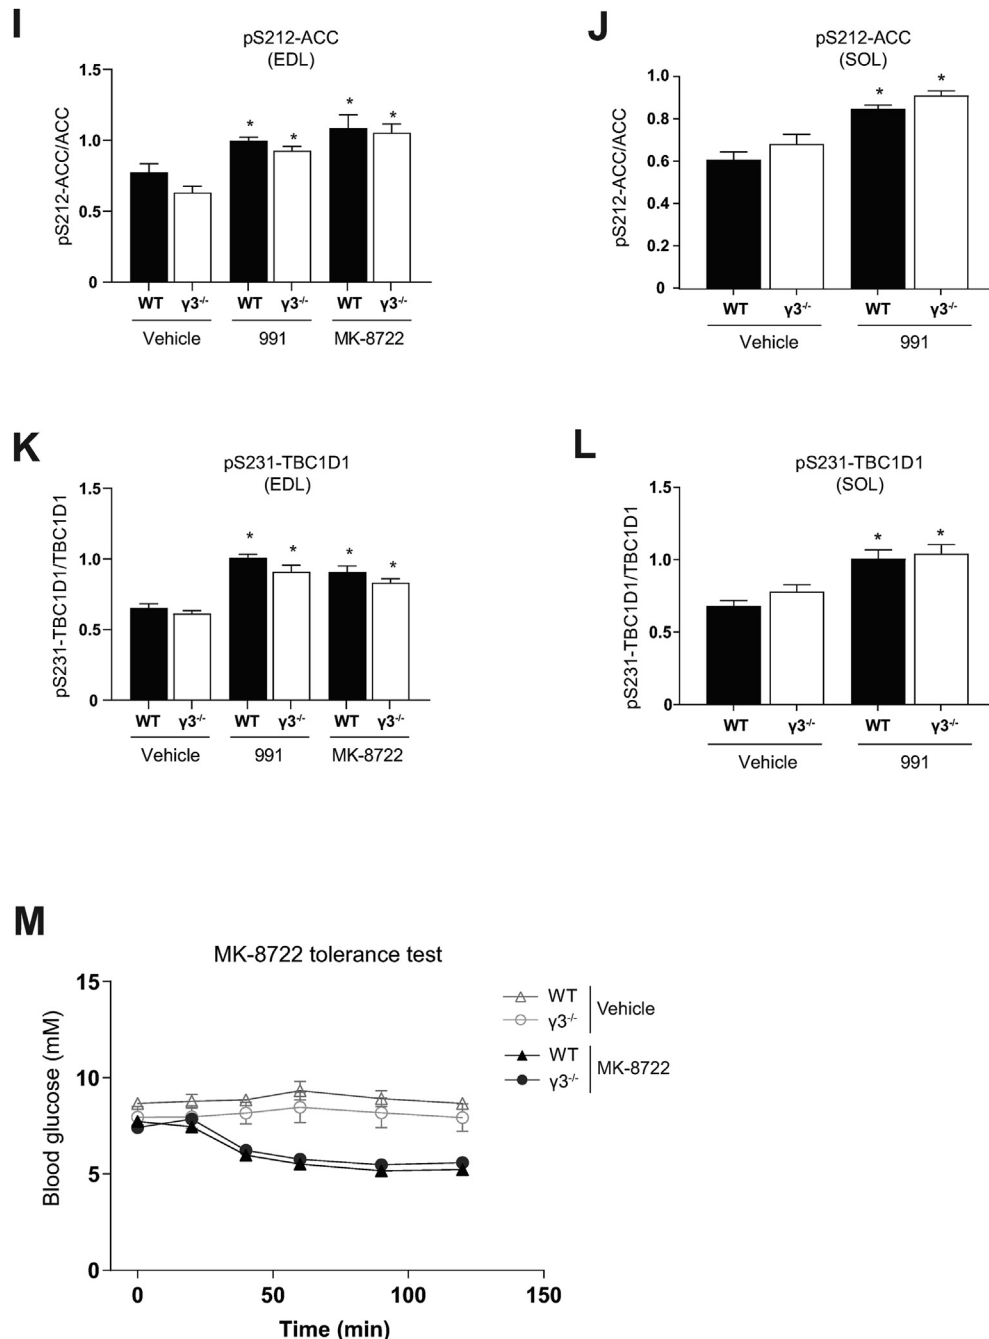 I
pS212-ACC
(EDL)
pS212-ACC/ACC
1.5
1.0
0.5
0
* * * *
WT γ3-/- WT γ3-/- WT γ3-/-
Vehicle 991 MK-8722
J
pS212-ACC
(SOL)
pS212-ACC/ACC
1.0
0.8
0.6
0.4
0.2
0
* *
WT γ3-/- WT γ3-/-
Vehicle 991
K
pS231-TBC1D1
(EDL)
pS231-TBC1D1/TBC1D1
1.5
1.0
0.5
0
* * * *
WT γ3-/- WT γ3-/- WT γ3-/-
Vehicle 991 MK-8722
L
pS231-TBC1D1
(SOL)
pS231-TBC1D1/TBC1D1
1.5
1.0
0.5
0
* *
WT γ3-/- WT γ3-/-
Vehicle 991
M
MK-8722 tolerance test
Blood glucose (mM)
15
10
5
0
0 50 100 150
Time (min)
WT
γ3-/-
Vehicle
WT
γ3-/-
MK-8722